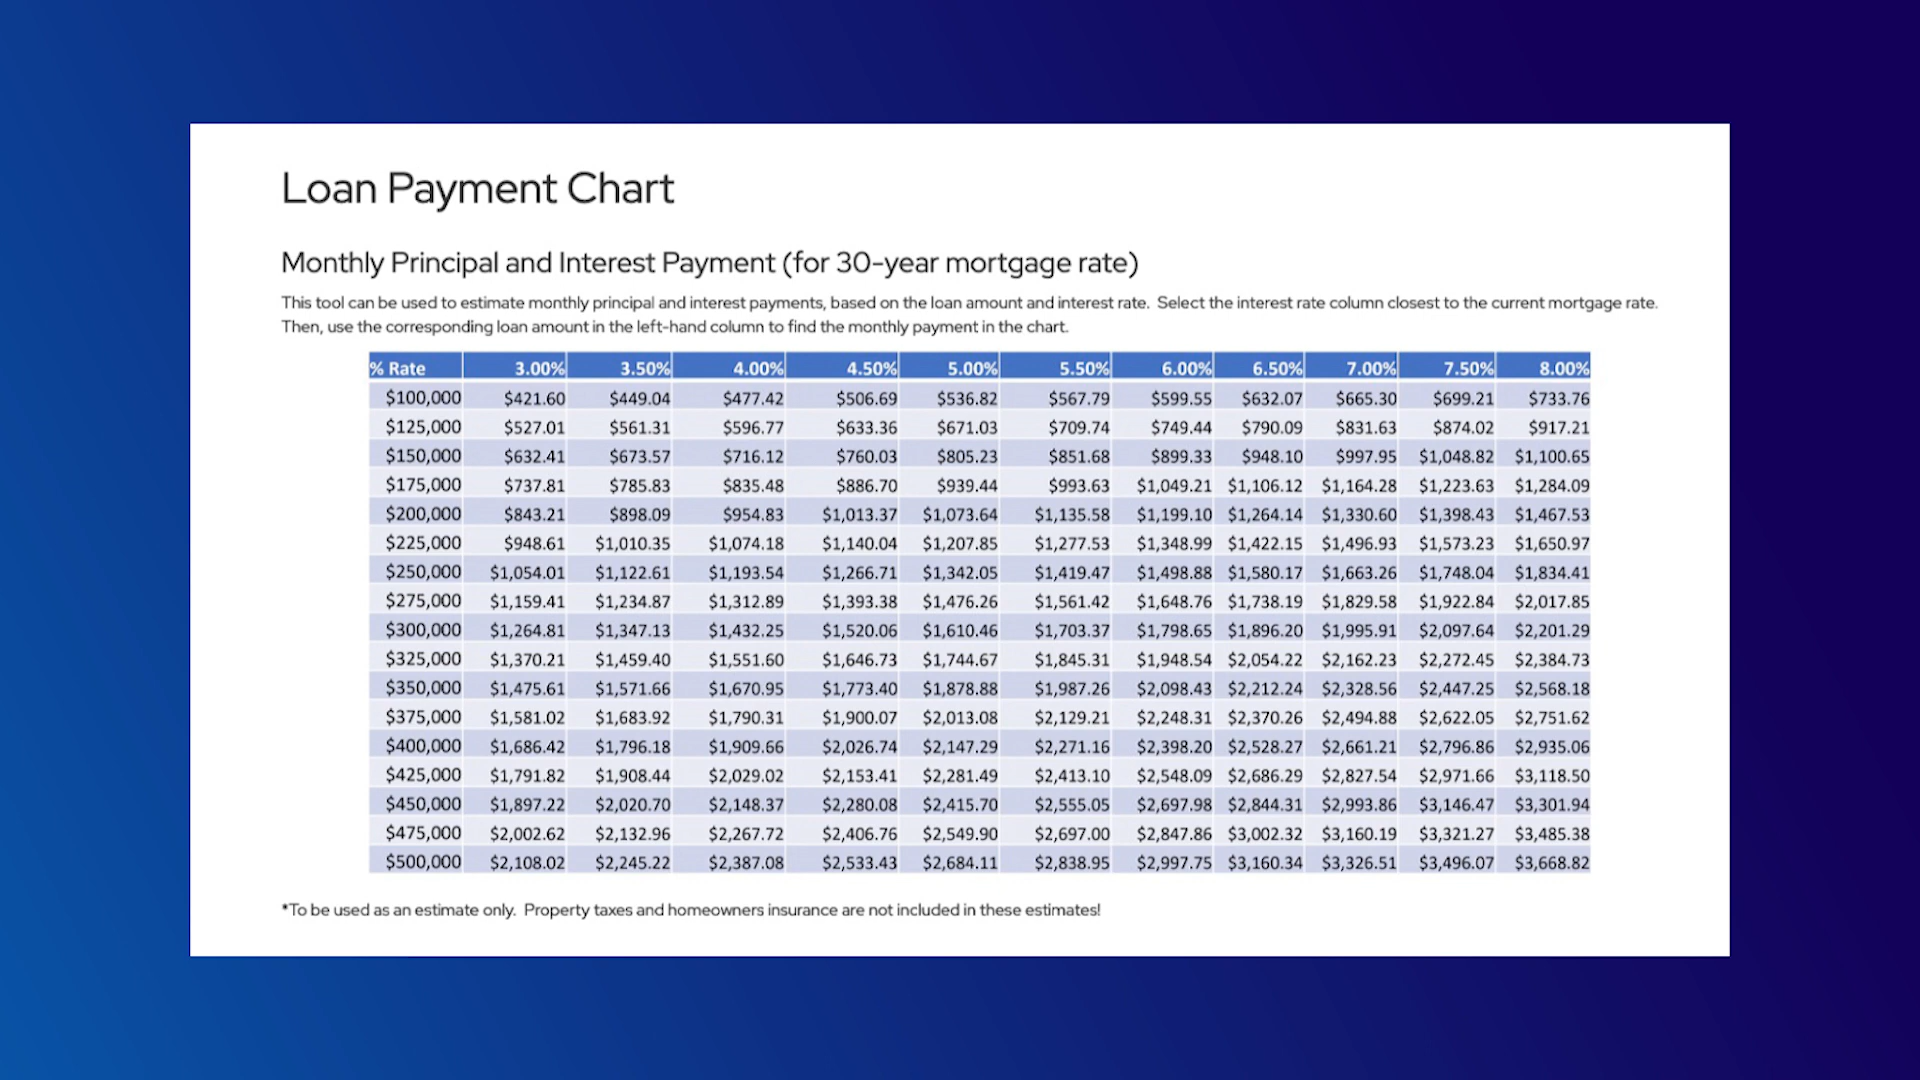 Loan Payment Chart
Monthly Principal and Interest Payment (for 30-year mortgage rate)
This tool can be used to estimate monthly principal and interest payments, based on the loan amount and interest rate.  Select the interest rate column closest to the current mortgage rate.
Then, use the corresponding loan amount in the left-hand column to find the monthly payment in the chart.
% Rate 3.00% 3.50% 4.00% 4.50% 5.00% 5.50% 6.00% 6.50% 7.00% 7.50% 8.00%
$100,000 $421.60 $449.04 $477.42 $506.69 $536.82 $567.79 $599.55 $632.07 $665.30 $699.21 $733.76
$125,000 $527.01 $561.31 $596.77 $633.36 $671.03 $709.74 $749.44 $790.09 $831.63 $874.02 $917.21
$150,000 $632.41 $673.57 $716.12 $760.03 $805.23 $851.68 $899.33 $948.10 $997.95 $1,048.82 $1,100.65
$175,000 $737.81 $785.83 $835.48 $886.70 $939.44 $993.63 $1,049.21 $1,106.12 $1,164.28 $1,223.63 $1,284.09
$200,000 $843.21 $898.09 $954.83 $1,013.37 $1,073.64 $1,135.58 $1,199.10 $1,264.14 $1,330.60 $1,398.43 $1,467.53
$225,000 $948.61 $1,010.35 $1,074.18 $1,140.04 $1,207.85 $1,277.53 $1,348.99 $1,422.15 $1,496.93 $1,573.23 $1,650.97
$250,000 $1,054.01 $1,122.61 $1,193.54 $1,266.71 $1,342.05 $1,419.47 $1,498.88 $1,580.17 $1,663.26 $1,748.04 $1,834.41
$275,000 $1,159.41 $1,234.87 $1,312.89 $1,393.38 $1,476.26 $1,561.42 $1,648.76 $1,738.19 $1,829.58 $1,922.84 $2,017.85
$300,000 $1,264.81 $1,347.13 $1,432.25 $1,520.06 $1,610.46 $1,703.37 $1,798.65 $1,896.20 $1,995.91 $2,097.64 $2,201.29
$325,000 $1,370.21 $1,459.40 $1,551.60 $1,646.73 $1,744.67 $1,845.31 $1,948.54 $2,054.22 $2,162.23 $2,272.45 $2,384.73
$350,000 $1,475.61 $1,571.66 $1,670.95 $1,773.40 $1,878.88 $1,987.26 $2,098.43 $2,212.24 $2,328.56 $2,447.25 $2,568.18
$375,000 $1,581.02 $1,683.92 $1,790.31 $1,900.07 $2,013.08 $2,129.21 $2,248.31 $2,370.26 $2,494.88 $2,622.05 $2,751.62
$400,000 $1,686.42 $1,796.18 $1,909.66 $2,026.74 $2,147.29 $2,271.16 $2,398.20 $2,528.27 $2,661.21 $2,796.86 $2,935.06
$425,000 $1,791.82 $1,908.44 $2,029.02 $2,153.41 $2,281.49 $2,413.10 $2,548.09 $2,686.29 $2,827.54 $2,971.66 $3,118.50
$450,000 $1,897.22 $2,020.70 $2,148.37 $2,280.08 $2,415.70 $2,555.05 $2,697.98 $2,844.31 $2,993.86 $3,146.47 $3,301.94
$475,000 $2,002.62 $2,132.96 $2,267.72 $2,406.76 $2,549.90 $2,697.00 $2,847.86 $3,002.32 $3,160.19 $3,321.27 $3,485.38
$500,000 $2,108.02 $2,245.22 $2,387.08 $2,533.43 $2,684.11 $2,838.95 $2,997.75 $3,160.34 $3,326.51 $3,496.07 $3,668.82
*To be used as an estimate only.  Property taxes and homeowners insurance are not included in these estimates!